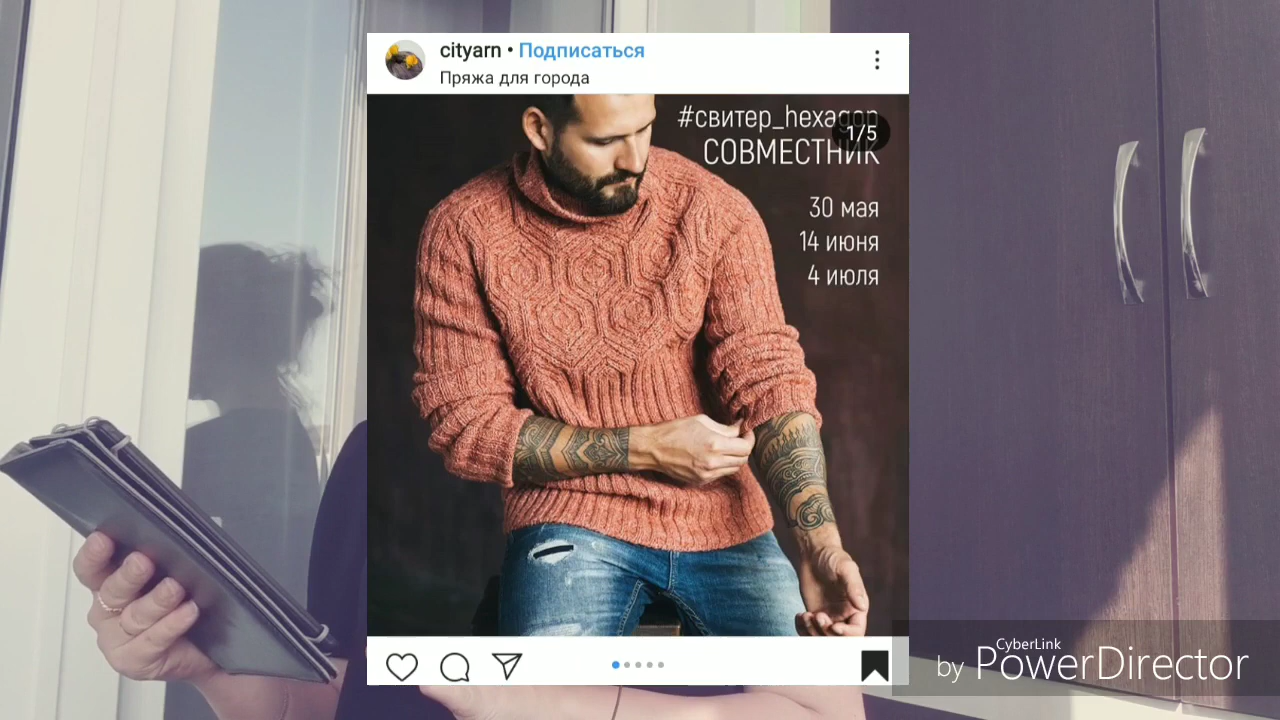 cityarn • Подписаться
Пряжа для города
#свитер_hexagon
1/5
СОВМЕСТНИК
30 мая
14 июня
4 июля
CyberLink
by PowerDirector